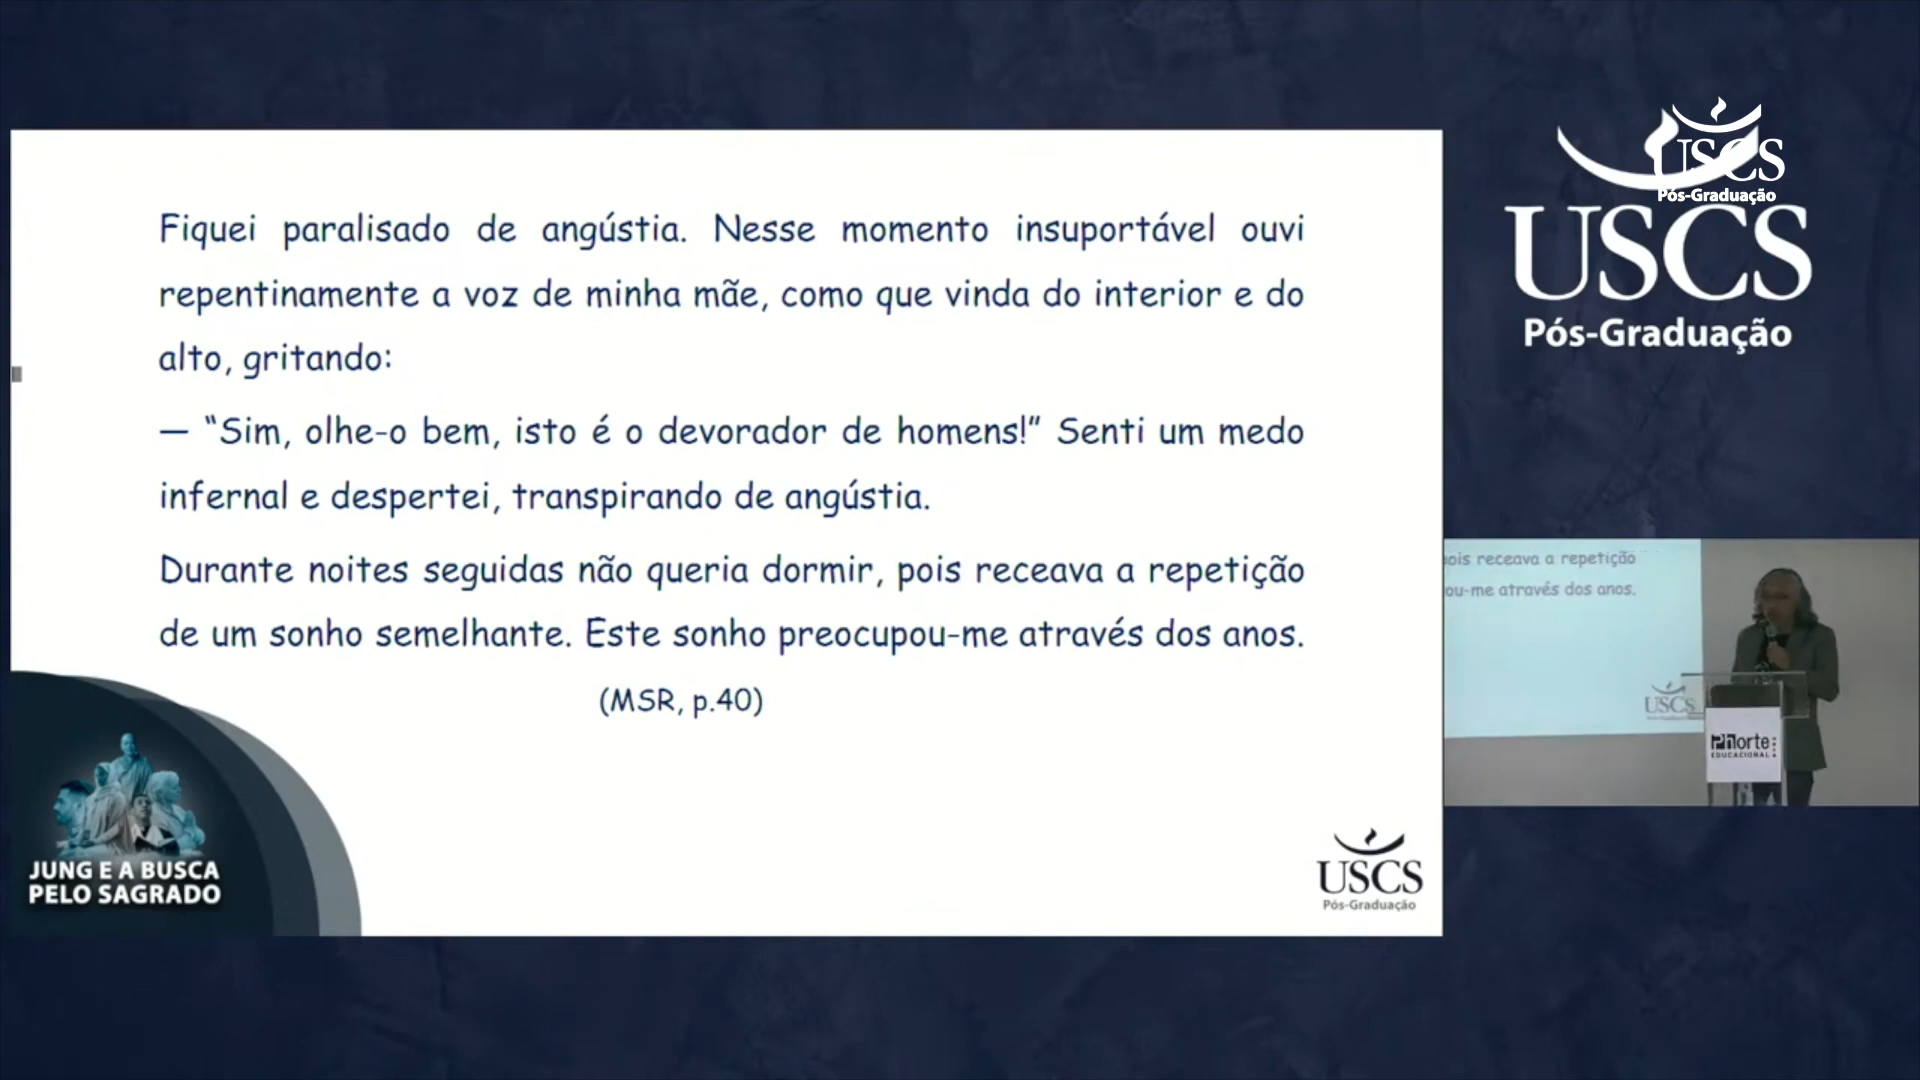 Fiquei paralisado de angústia. Nesse momento insuportável ouvi
repentinamente a voz de minha mãe, como que vinda do interior e do
alto, gritando:
— “Sim, olhe-o bem, isto é o devorador de homens!” Senti um medo
infernal e despertei, transpirando de angústia.
Durante noites seguidas não queria dormir, pois receava a repetição
de um sonho semelhante. Este sonho preocupou-me através dos anos.
(MSR, p.40)
JUNG E A BUSCA
PELO SAGRADO
USCS
Pós-Graduação
USCS
Pós-Graduação
USCS
Pós-Graduação
ois receava a repetição
ou-me através dos anos.
USCS
Phorte
EDUCACIONAL